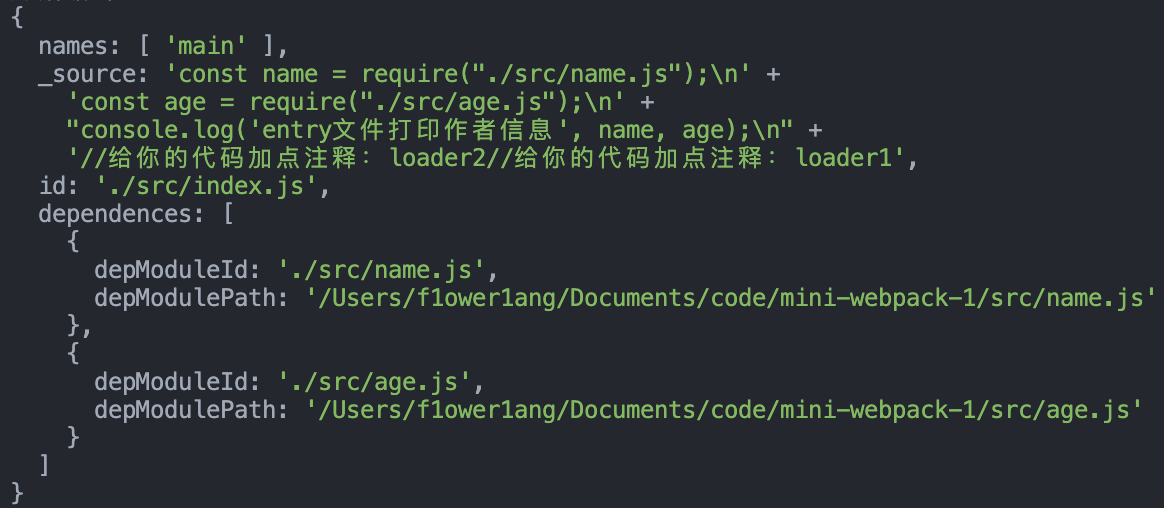 {
  names: [ 'main' ],
  _source: 'const name = require("./src/name.js");\n' +
    'const age = require("./src/age.js");\n' +
    "console.log('entry文件打印作者信息', name, age);\n" +
    '//给你的代码加点注释：loader2//给你的代码加点注释：loader1',
  id: './src/index.js',
  dependences: [
    {
      depModuleId: './src/name.js',
      depModulePath: '/Users/f1ower1ang/Documents/code/mini-webpack-1/src/name.js'
    },
    {
      depModuleId: './src/age.js',
      depModulePath: '/Users/f1ower1ang/Documents/code/mini-webpack-1/src/age.js'
    }
  ]
}